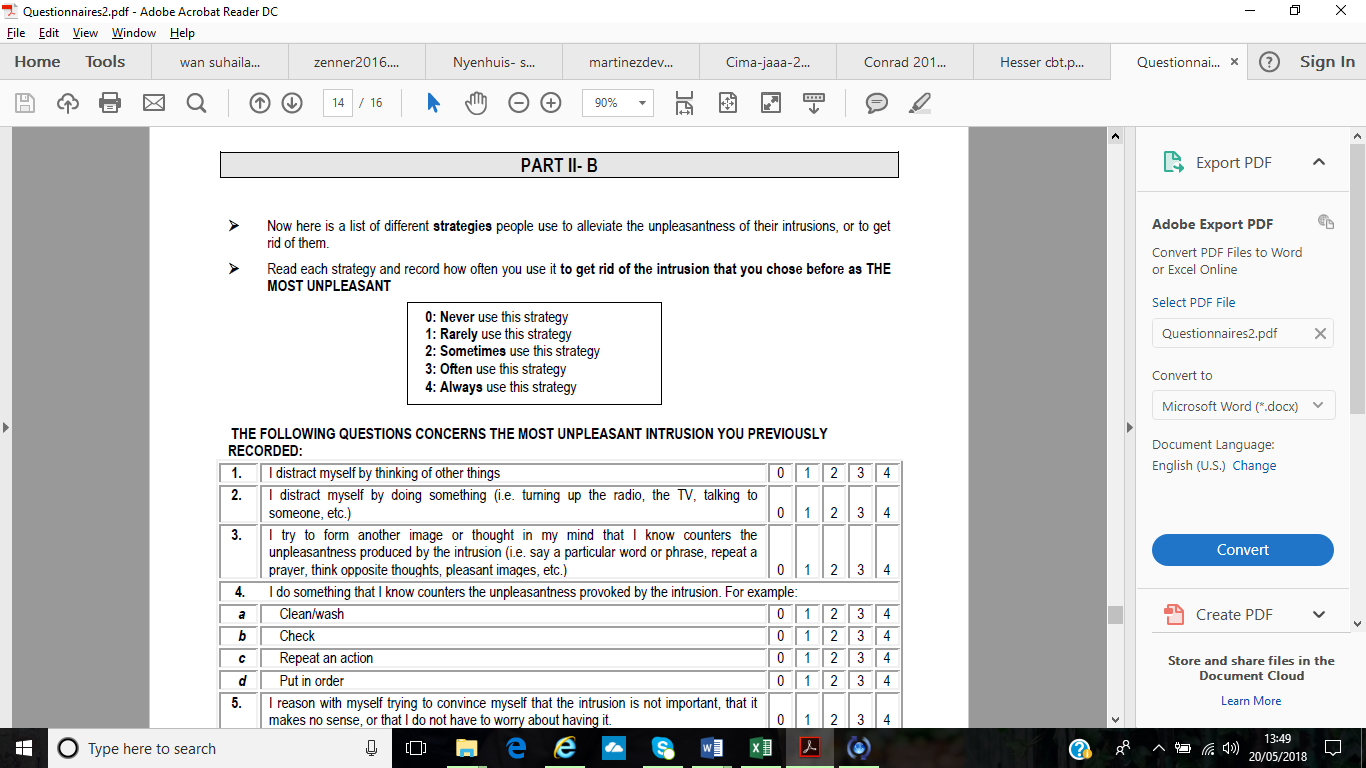 Questionnaires2.pdf - Adobe Acrobat Reader DC
File Edit View Window Help
Home Tools wan suhaila... zenner2016.... Nyenhuis- s... martinezdev... Cima-jaaa-2... Conrad 201... Hesser cbt.p... Questionnai... × ? Sign In
14 / 16 90%
PART II- B
Now here is a list of different strategies people use to alleviate the unpleasantness of their intrusions, or to get
rid of them.
Read each strategy and record how often you use it to get rid of the intrusion that you chose before as THE
MOST UNPLEASANT
0: Never use this strategy
1: Rarely use this strategy
2: Sometimes use this strategy
3: Often use this strategy
4: Always use this strategy
THE FOLLOWING QUESTIONS CONCERNS THE MOST UNPLEASANT INTRUSION YOU PREVIOUSLY
RECORDED:
1. I distract myself by thinking of other things 0 1 2 3 4
2. I distract myself by doing something (i.e. turning up the radio, the TV, talking to
someone, etc.) 0 1 2 3 4
3. I try to form another image or thought in my mind that I know counters the
unpleasantness produced by the intrusion (i.e. say a particular word or phrase, repeat a
prayer, think opposite thoughts, pleasant images, etc.) 0 1 2 3 4
4. I do something that I know counters the unpleasantness provoked by the intrusion. For example:
a Clean/wash 0 1 2 3 4
b Check 0 1 2 3 4
c Repeat an action 0 1 2 3 4
d Put in order 0 1 2 3 4
5. I reason with myself trying to convince myself that the intrusion is not important, that it
makes no sense, or that I do not have to worry about having it. 0 1 2 3 4
Export PDF
Adobe Export PDF
Convert PDF Files to Word
or Excel Online
Select PDF File
Questionnaires2.pdf
Convert to
Microsoft Word (*.docx)
Document Language:
English (U.S.) Change
Convert
Create PDF
Store and share files in the
Document Cloud
Learn More
Type here to search
13:49
20/05/2018